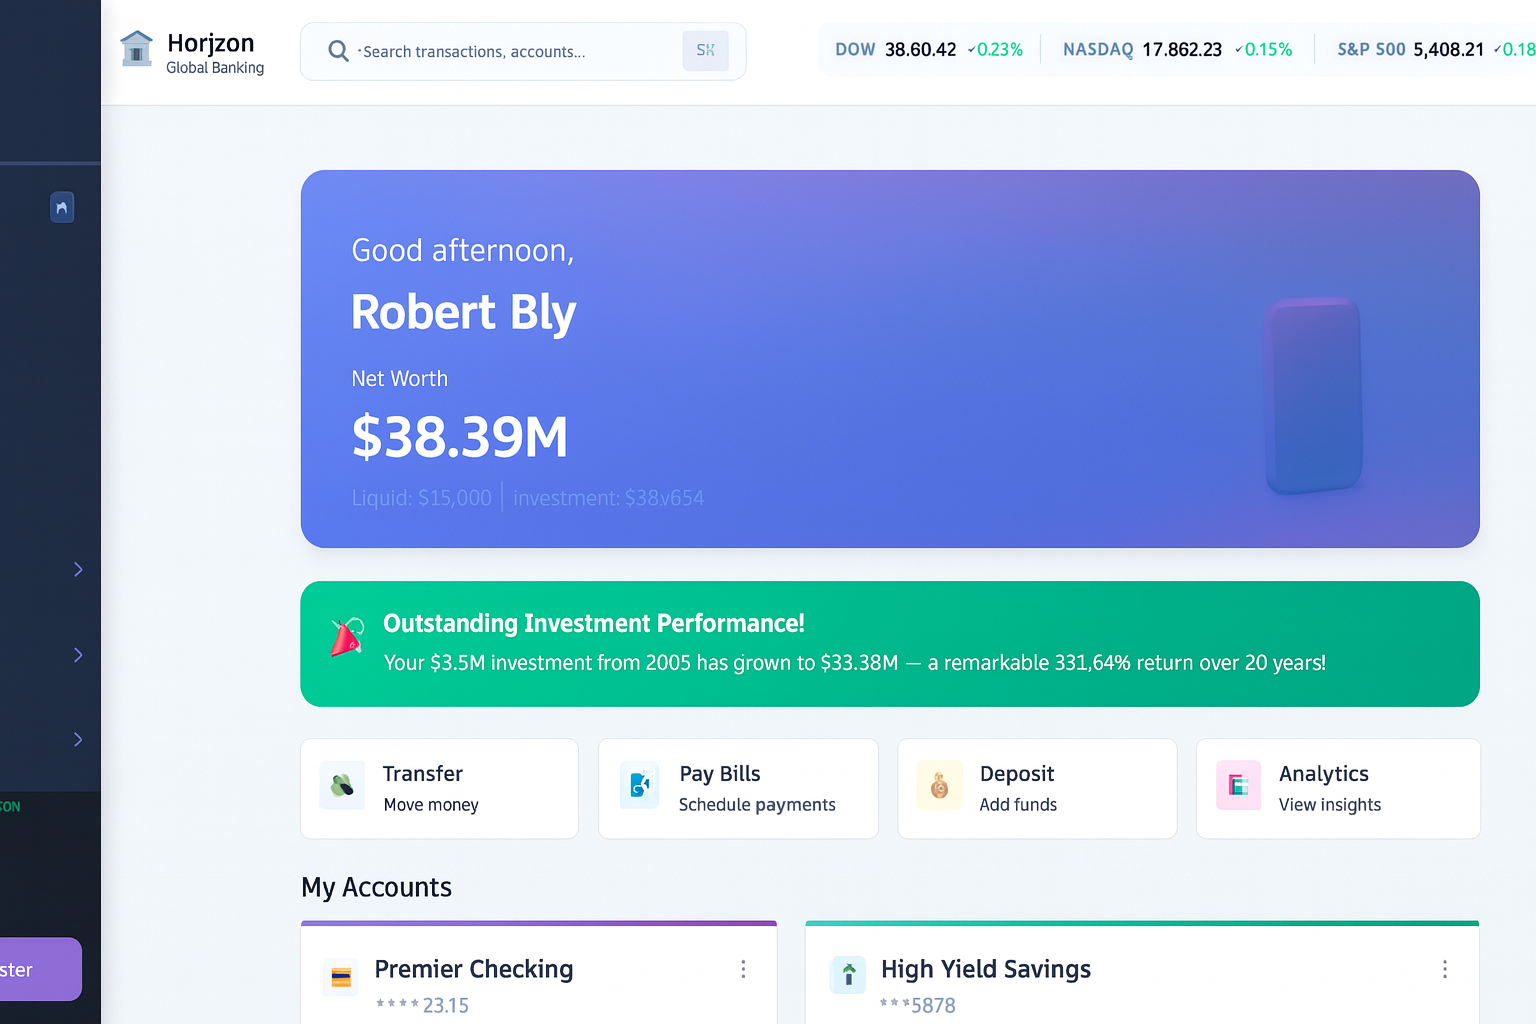 Horjzon
Global Banking
Search transactions, accounts...
SK
DOW 38.60.42 ✓0.23%
NASDAQ 17.862.23 ✓0.15%
S&P S00 5,408.21 ✓0.18
Good afternoon,
Robert Bly
Net Worth
$38.39M
Liquid: $15,000 | investment: $38v654
Outstanding Investment Performance!
Your $3.5M investment from 2005 has grown to $33.38M — a remarkable 331,64% return over 20 years!
Transfer
Move money
Pay Bills
Schedule payments
Deposit
Add funds
Analytics
View insights
ZON
My Accounts
ster
Premier Checking
****23.15
High Yield Savings
***5878